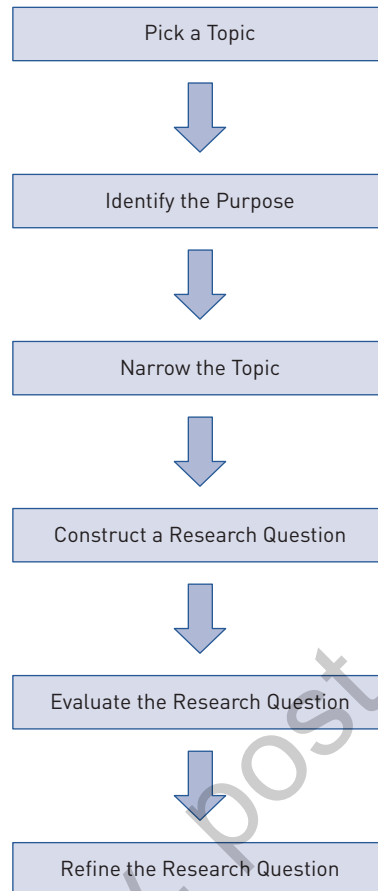 Pick a Topic
Identify the Purpose
Narrow the Topic
Construct a Research Question
Evaluate the Research Question
Refine the Research Question
post